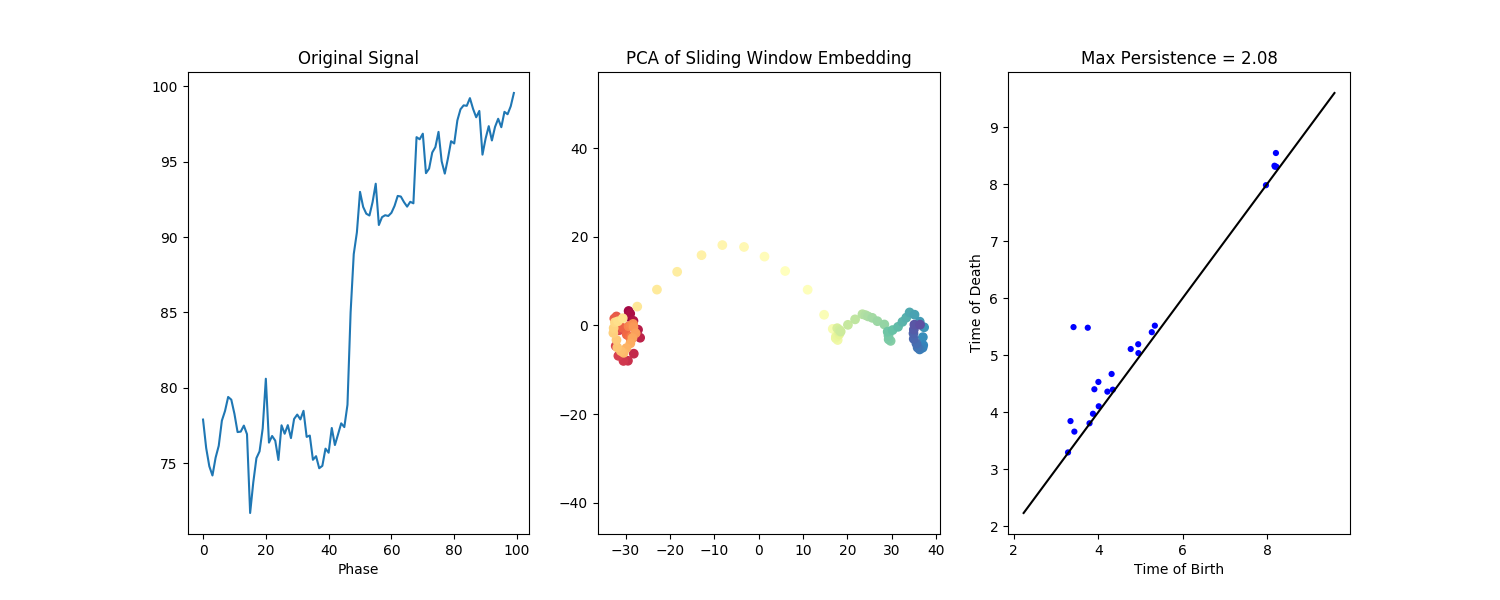 Original Signal
100
95
90
85
80
75
0 20 40 60 80 100
Phase
PCA of Sliding Window Embedding
40
20
0
−20
−40
−30 −20 −10 0 10 20 30 40
Max Persistence = 2.08
Time of Death
9
8
7
6
5
4
3
2
2 4 6 8
Time of Birth